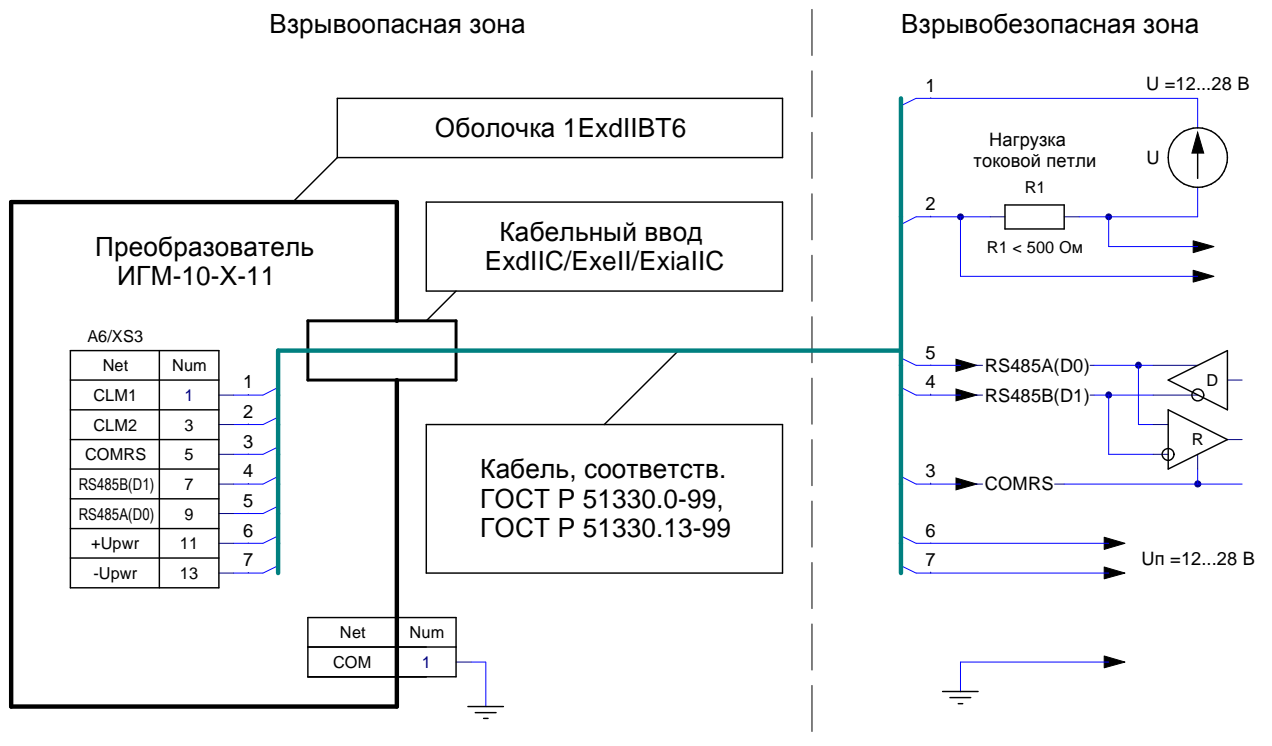 Взрывоопасная зона
Взрывобезопасная зона
Оболочка 1ExdIIBT6
Кабельный ввод
ExdIIC/ExeII/ExiaIIC
Преобразователь
ИГМ-10-Х-11
A6/XS3
Net Num
CLM1 1 1
CLM2 3 2
COMRS 5 3
RS485B(D1) 7 4
RS485A(D0) 9 5
+Upwr 11 6
-Upwr 13 7
Кабель, соответств.
ГОСТ Р 51330.0-99,
ГОСТ Р 51330.13-99
Net Num
COM 1
1
U =12...28 В
U
Нагрузка
токовой петли
R1
2
R1 < 500 Ом
5 RS485A(D0)
4 RS485B(D1)
D
R
3 COMRS
6
7
Uп =12...28 В